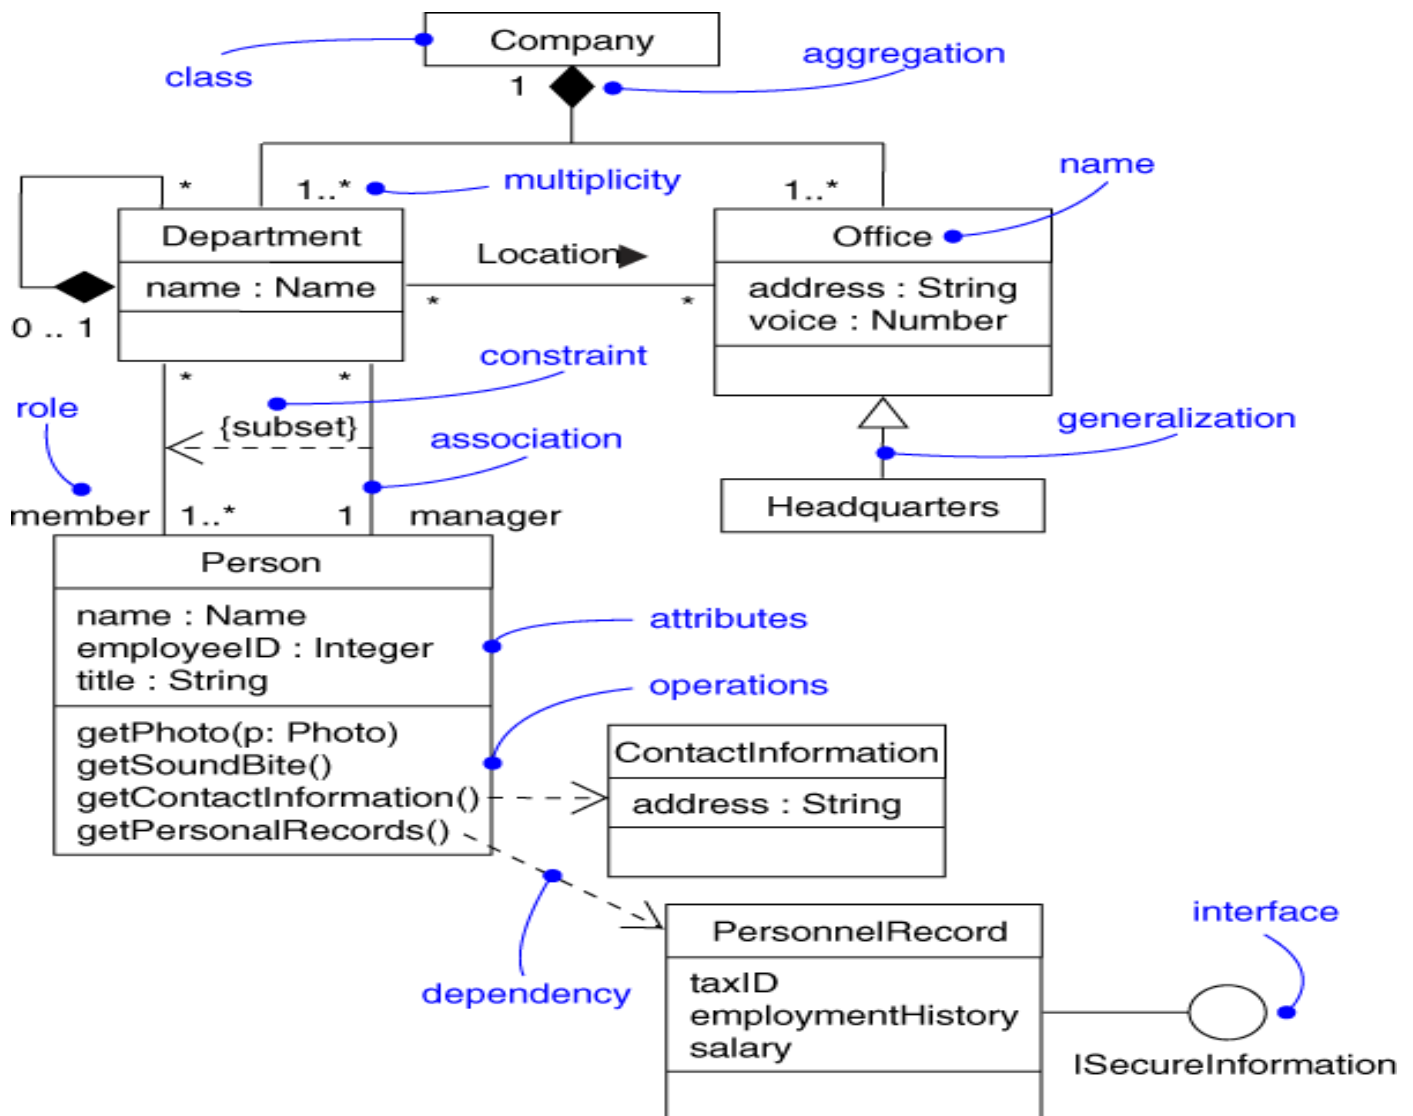 Company
class
aggregation
1
name
* 1..* multiplicity 1..*
Department
Office
Location
name : Name
address : String
voice : Number
* *
0 .. 1
constraint
* *
role
{subset}
association
generalization
member 1..* 1 manager
Headquarters
Person
name : Name
employeeID : Integer
title : String
attributes
operations
getPhoto(p: Photo)
getSoundBite()
getContactInformation()
getPersonalRecords()
ContactInformation
address : String
dependency
PersonnelRecord
taxID
employmentHistory
salary
interface
ISecureInformation